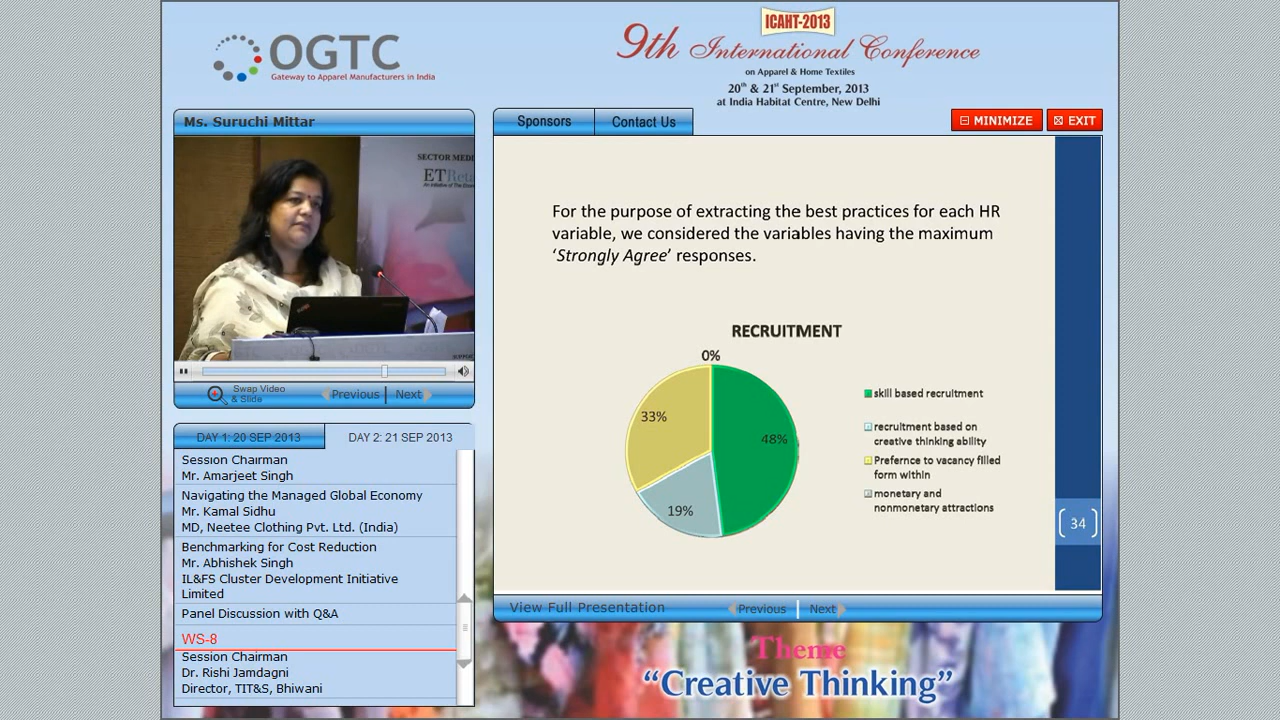 OGTC
Gateway to Apparel Manufacturers in India
ICAHT-2013
9th International Conference
on Apparel & Home Textiles
20th & 21st September, 2013
at India Habitat Centre, New Delhi
Ms. Suruchi Mittar
Sponsors
Contact Us
MINIMIZE
EXIT
SECTOR MEDI
ETReta
OGTC
Swap Video
& Slide
Previous
Next
For the purpose of extracting the best practices for each HR
variable, we considered the variables having the maximum
‘Strongly Agree’ responses.
RECRUITMENT
0%
33%
48%
19%
skill based recruitment
recruitment based on
creative thinking ability
Prefernce to vacancy filled
form within
monetary and
nonmonetary attractions
34
View Full Presentation
Previous
Next
DAY 1: 20 SEP 2013
DAY 2: 21 SEP 2013
Session Chairman
Mr. Amarjeet Singh
Navigating the Managed Global Economy
Mr. Kamal Sidhu
MD, Neetee Clothing Pvt. Ltd. (India)
Benchmarking for Cost Reduction
Mr. Abhishek Singh
IL&FS Cluster Development Initiative
Limited
Panel Discussion with Q&A
WS-8
Session Chairman
Dr. Rishi Jamdagni
Director, TIT&S, Bhiwani
Theme
“Creative Thinking”